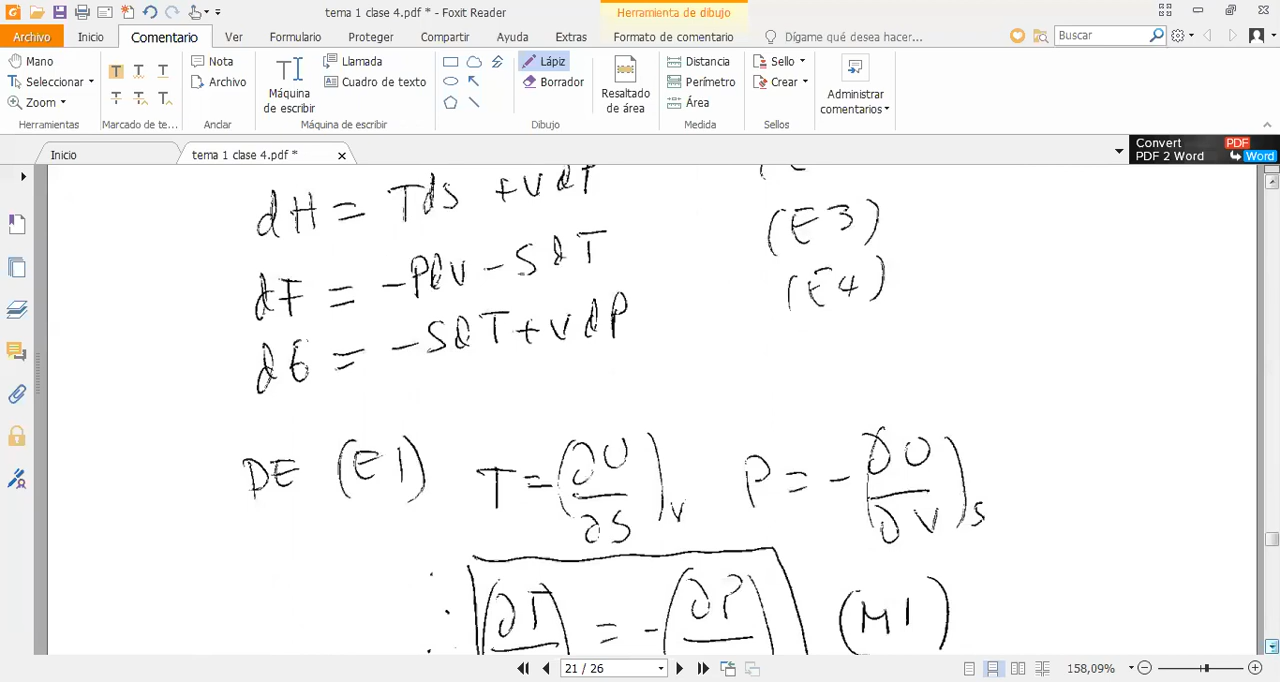 tema 1 clase 4.pdf * - Foxit Reader
Herramienta de dibujo
Archivo Inicio Comentario Ver Formulario Proteger Compartir Ayuda Extras Formato de comentario Dígame qué desea hacer... Buscar
Mano
Seleccionar
Zoom
Herramientas
Marcado de te...
Nota
Archivo
Anclar
Máquina de escribir
Llamada
Cuadro de texto
Máquina de escribir
Lápiz
Borrador
Dibujo
Resaltado de área
Distancia
Perímetro
Área
Medida
Sello
Crear
Sellos
Administrar comentarios
Inicio
tema 1 clase 4.pdf *
Convert PDF
PDF 2 Word Word
dH = TdS + VdT
(E3)
dF = -PdV - SdT
(E4)
dG = -SdT + VdP
DE (E1) T = (∂U/∂S)V P = -(∂U/∂V)S
∴ (∂T = -(∂P (M1)
21 / 26
158,09%